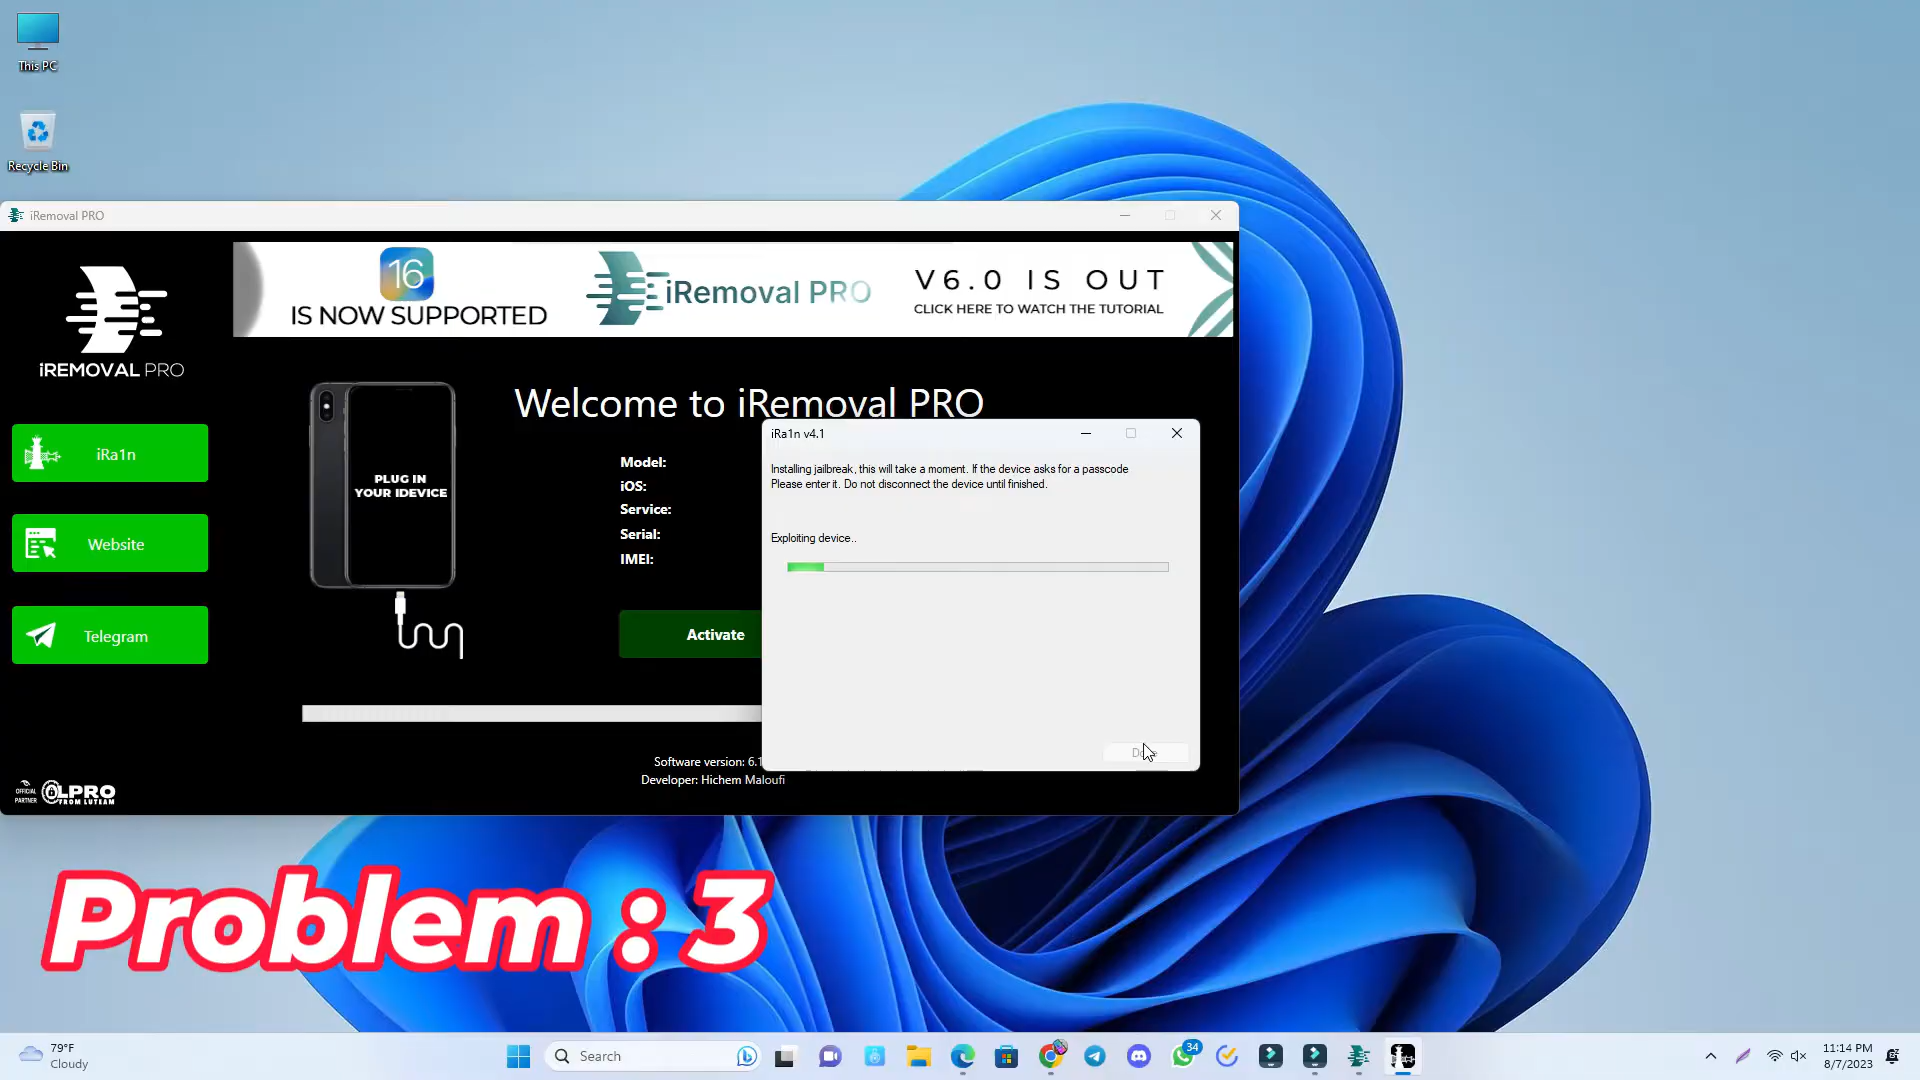 This PC
Recycle Bin
iRemoval PRO
16
IS NOW SUPPORTED
iRemoval PRO
V6.0 IS OUT
CLICK HERE TO WATCH THE TUTORIAL
iREMOVAL PRO
Welcome to iRemoval PRO
iRa1n v4.1
iRa1n
PLUG IN
YOUR IDEVICE
Model:
iOS:
Service:
Serial:
IMEI:
Installing jailbreak, this will take a moment. If the device asks for a passcode
Please enter it. Do not disconnect the device until finished.
Exploiting device..
Website
Telegram
Activate
Software version: 6.1
Developer: Hichem Maloufi
OFFICIAL
PARTNER
LPRO
FROM LUTEAM
Problem : 3
79°F
Cloudy
Search
34
11:14 PM
8/7/2023